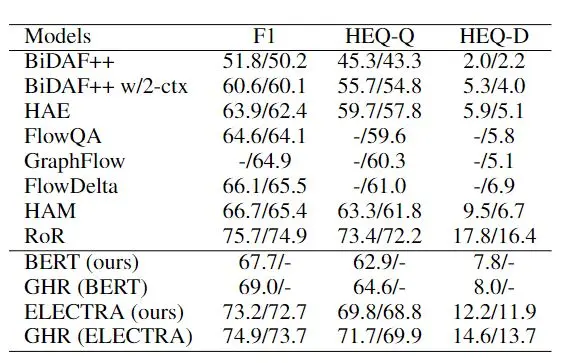 Models F1 HEQ-Q HEQ-D
BiDAF++ 51.8/50.2 45.3/43.3 2.0/2.2
BiDAF++ w/2-ctx 60.6/60.1 55.7/54.8 5.3/4.0
HAE 63.9/62.4 59.7/57.8 5.9/5.1
FlowQA 64.6/64.1 -/59.6 -/5.8
GraphFlow -/64.9 -/60.3 -/5.1
FlowDelta 66.1/65.5 -/61.0 -/6.9
HAM 66.7/65.4 63.3/61.8 9.5/6.7
RoR 75.7/74.9 73.4/72.2 17.8/16.4
BERT (ours) 67.7/- 62.9/- 7.8/-
GHR (BERT) 69.0/- 64.6/- 8.0/-
ELECTRA (ours) 73.2/72.7 69.8/68.8 12.2/11.9
GHR (ELECTRA) 74.9/73.7 71.7/69.9 14.6/13.7